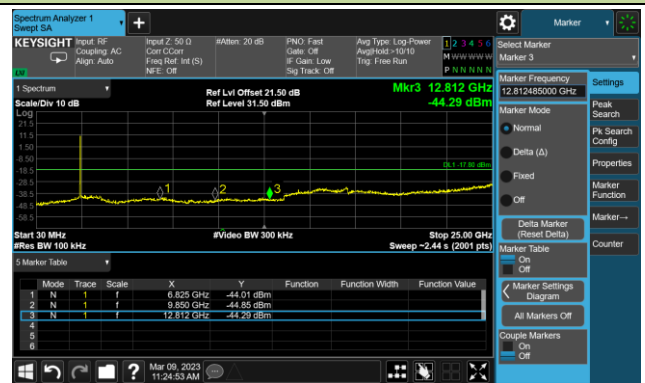 Spectrum Analyzer 1
Swept SA
Marker
KEYSIGHT
Input: RF
Coupling: AC
Align: Auto
Input Z: 50 Ω
Corr CCorr
Freq Ref: Int (S)
NFE: Off
#Atten: 20 dB
PNO: Fast
Gate: Off
IF Gain: Low
Sig Track: Off
Avg Type: Log-Power
Avg|Hold:>10/10
Trig: Free Run
1 2 3 4 5 6
M W W W W W
P N N N N N
LXI
Select Marker
Marker 3
1 Spectrum
Scale/Div 10 dB
Ref Lvl Offset 21.50 dB
Ref Level 31.50 dBm
Mkr3 12.812 GHz
-44.29 dBm
Log
21.5
11.5
1.50
-8.50
-18.5
-28.5
-38.5
-48.5
-58.5
DL1 -17.80 dBm
1
2
3
Start 30 MHz
#Res BW 100 kHz
#Video BW 300 kHz
Stop 25.00 GHz
Sweep ~2.44 s (2001 pts)
5 Marker Table
Mode Trace Scale X Y Function Function Width Function Value
1 N 1 f 6.825 GHz -44.01 dBm
2 N 1 f 9.850 GHz -44.85 dBm
3 N 1 f 12.812 GHz -44.29 dBm
4
5
6
Marker Frequency
12.812485000 GHz
Marker Mode
Normal
Delta (Δ)
Fixed
Off
Delta Marker
(Reset Delta)
Marker Table
On
Off
Marker Settings
Diagram
All Markers Off
Couple Markers
On
Off
Settings
Peak
Search
Pk Search
Config
Properties
Marker
Function
Marker→
Counter
Mar 09, 2023
11:24:53 AM